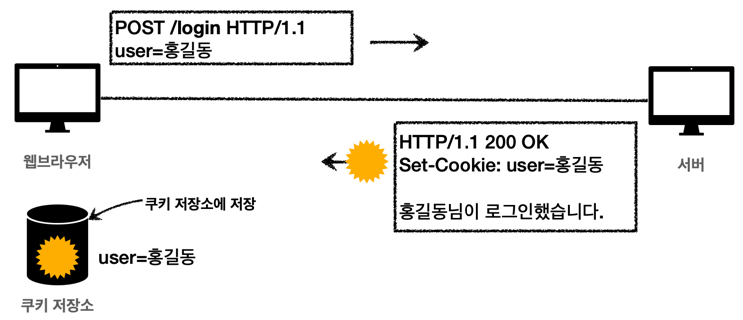 POST /login HTTP/1.1
user=홍길동
웹브라우저
HTTP/1.1 200 OK
Set-Cookie: user=홍길동
홍길동님이 로그인했습니다.
서버
쿠키 저장소에 저장
user=홍길동
쿠키 저장소